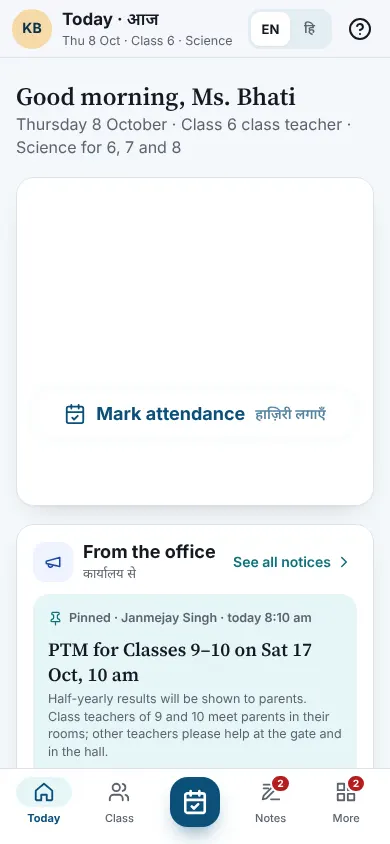 KB
Today · आज
Thu 8 Oct · Class 6 · Science
EN
हि
Good morning, Ms. Bhati
Thursday 8 October · Class 6 class teacher ·
Science for 6, 7 and 8
Mark attendance हाज़िरी लगाएँ
From the office
कार्यालय से
See all notices
Pinned · Janmejay Singh · today 8:10 am
PTM for Classes 9–10 on Sat 17
Oct, 10 am
Half-yearly results will be shown to parents.
Class teachers of 9 and 10 meet parents in their
rooms; other teachers please help at the gate and
in the hall.
Today
Class
2
Notes
2
More